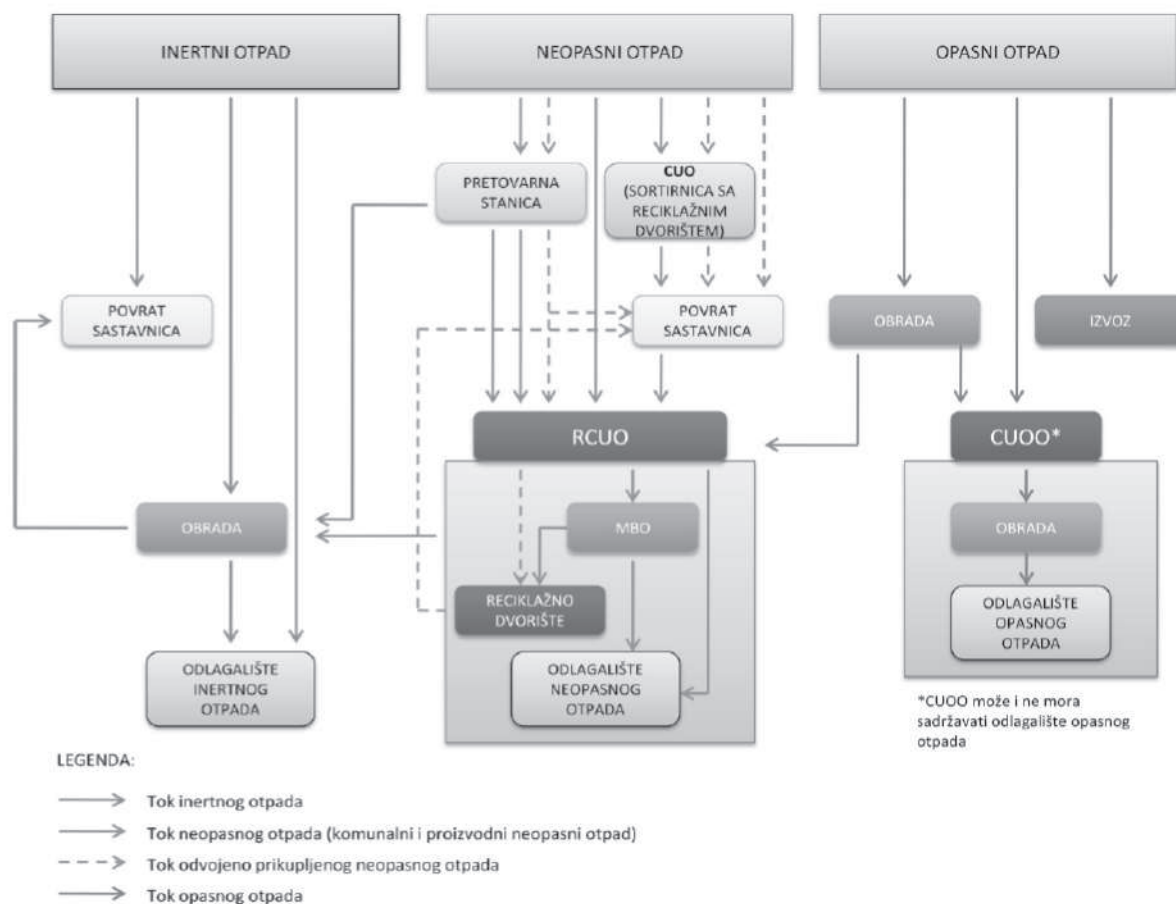 INERTNI OTPAD
NEOPASNI OTPAD
OPASNI OTPAD
PRETOVARNA
STANICA
CUO
(SORTIRNICA SA
RECIKLAŽNIM
DVORIŠTEM)
POVRAT
SASTAVNICA
POVRAT
SASTAVNICA
OBRADA
IZVOZ
RCUO
CUOO*
OBRADA
MBO
OBRADA
RECIKLAŽNO
DVORIŠTE
ODLAGALIŠTE
OPASNOG
OTPADA
ODLAGALIŠTE
INERTNOG
OTPADA
ODLAGALIŠTE
NEOPASNOG
OTPADA
*CUOO može i ne mora
sadržavati odlagalište opasnog
otpada
LEGENDA:
Tok inertnog otpada
Tok neopasnog otpada (komunalni i proizvodni neopasni otpad)
Tok odvojeno prikupljenog neopasnog otpada
Tok opasnog otpada